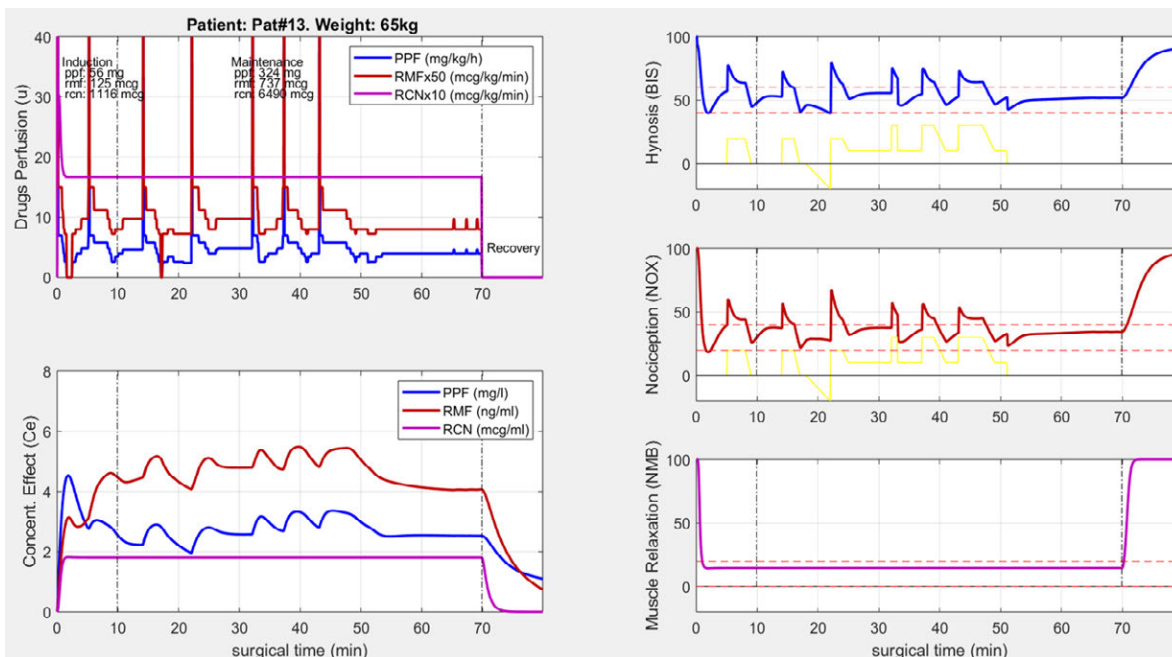 Patient: Pat#13. Weight: 65kg
Drugs Perfusion (u)
40
30
20
10
0
Induction
ppf: 56 mg
rmf: 125 mcg
rcn: 1116 mcg
Maintenance
ppf: 324 mg
rmf: 737 mcg
rcn: 6490 mcg
PPF (mg/kg/h)
RMFx50 (mcg/kg/min)
RCNx10 (mcg/kg/min)
Recovery
0 10 20 30 40 50 60 70
Concent. Effect (Ce)
8
6
4
2
0
PPF (mg/l)
RMF (ng/ml)
RCN (mcg/ml)
0 10 20 30 40 50 60 70
surgical time (min)
Hynosis (BIS)
100
50
0
0 10 20 30 40 50 60 70 80
Nociception (NOX)
100
50
0
0 10 20 30 40 50 60 70 80
Muscle Relaxation (NMB)
100
50
0
0 10 20 30 40 50 60 70 80
surgical time (min)